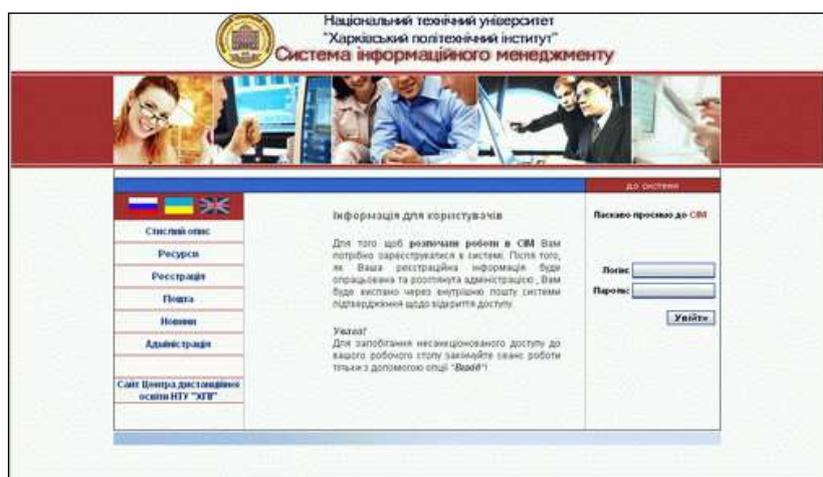 Національний технічний університет
"Харківський політехнічний інститут"
Система інформаційного менеджменту
до системи
Інформація для користувачів
Ласкаво просимо до СІМ
Стислий опис
Ресурси
Реєстрація
Пошта
Новини
Адміністрація
Сайт Центра дистанційної
освіти НТУ "ХПІ"
Для того щоб розпочати роботи в СІМ Вам
потрібно зареєструватися в системі. Після того,
як Ваша реєстраційна інформація буде
опрацьована та розглянута адміністрацією, Вам
буде вислано через внутрішню пошту системи
підтвердження щодо відкриття доступу.
Увага!
Для запобігання несанкціонованого доступу до
вашого робочого столу закінчуйте сеанс роботи
тільки з допомогою опції "Вихід"!
Логін:
Пароль:
Увійти